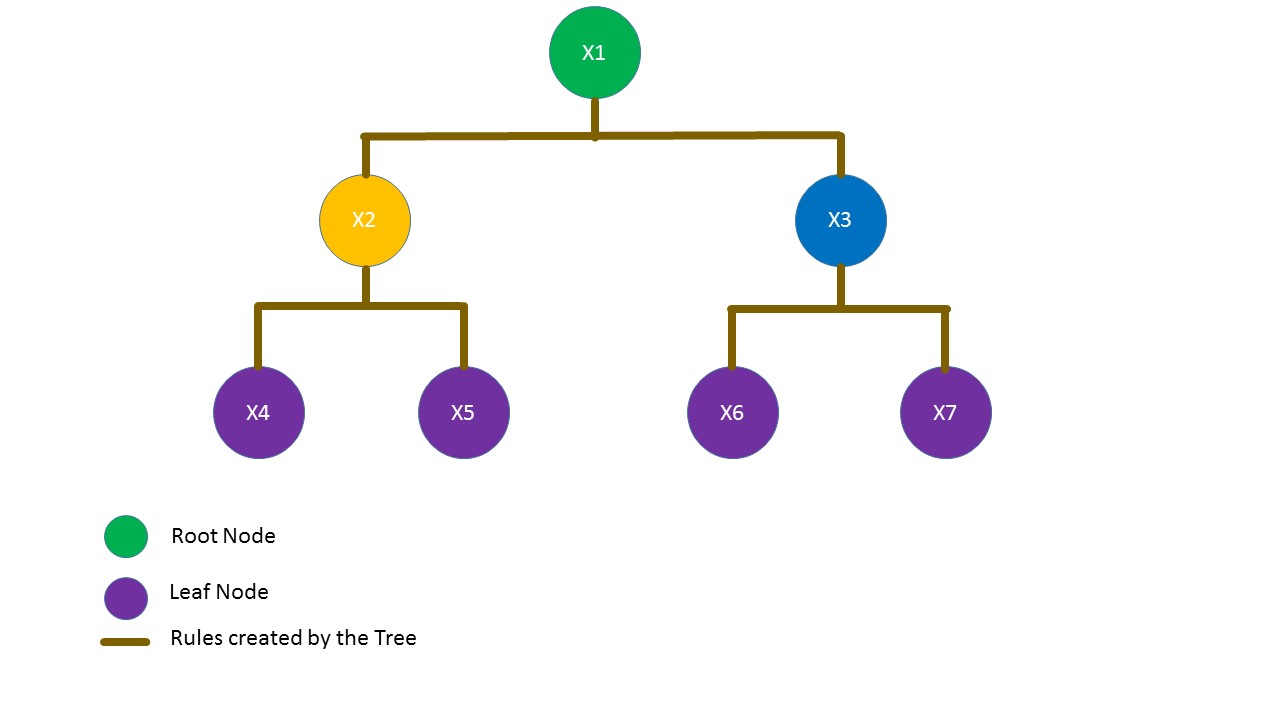 X1
X2
X3
X4
X5
X6
X7
Root Node
Leaf Node
Rules created by the Tree